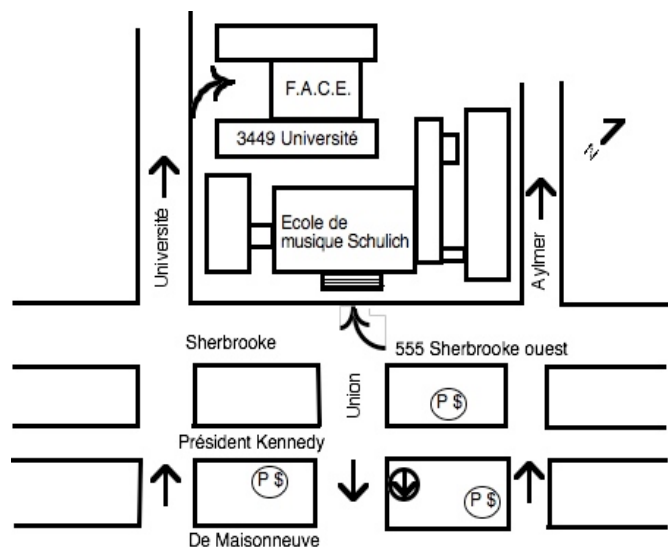 F.A.C.E.
3449 Université
N
Ecole de
musique Schulich
Université
Aylmer
Sherbrooke
555 Sherbrooke ouest
Union
P $
Président Kennedy
P $
P $
De Maisonneuve